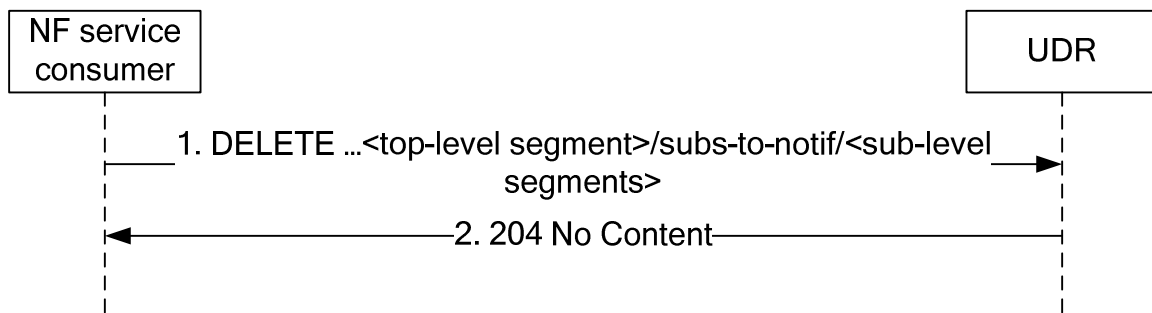 NF service
consumer
UDR
1. DELETE ...<top-level segment>/subs-to-notif/<sub-level
segments>
2. 204 No Content